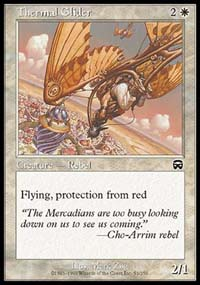 Thermal Glider 2
Creature — Rebel
Flying, protection from red
"The Mercadians are too busy looking
down on us to see us coming."
—Cho-Arrim rebel
2/1